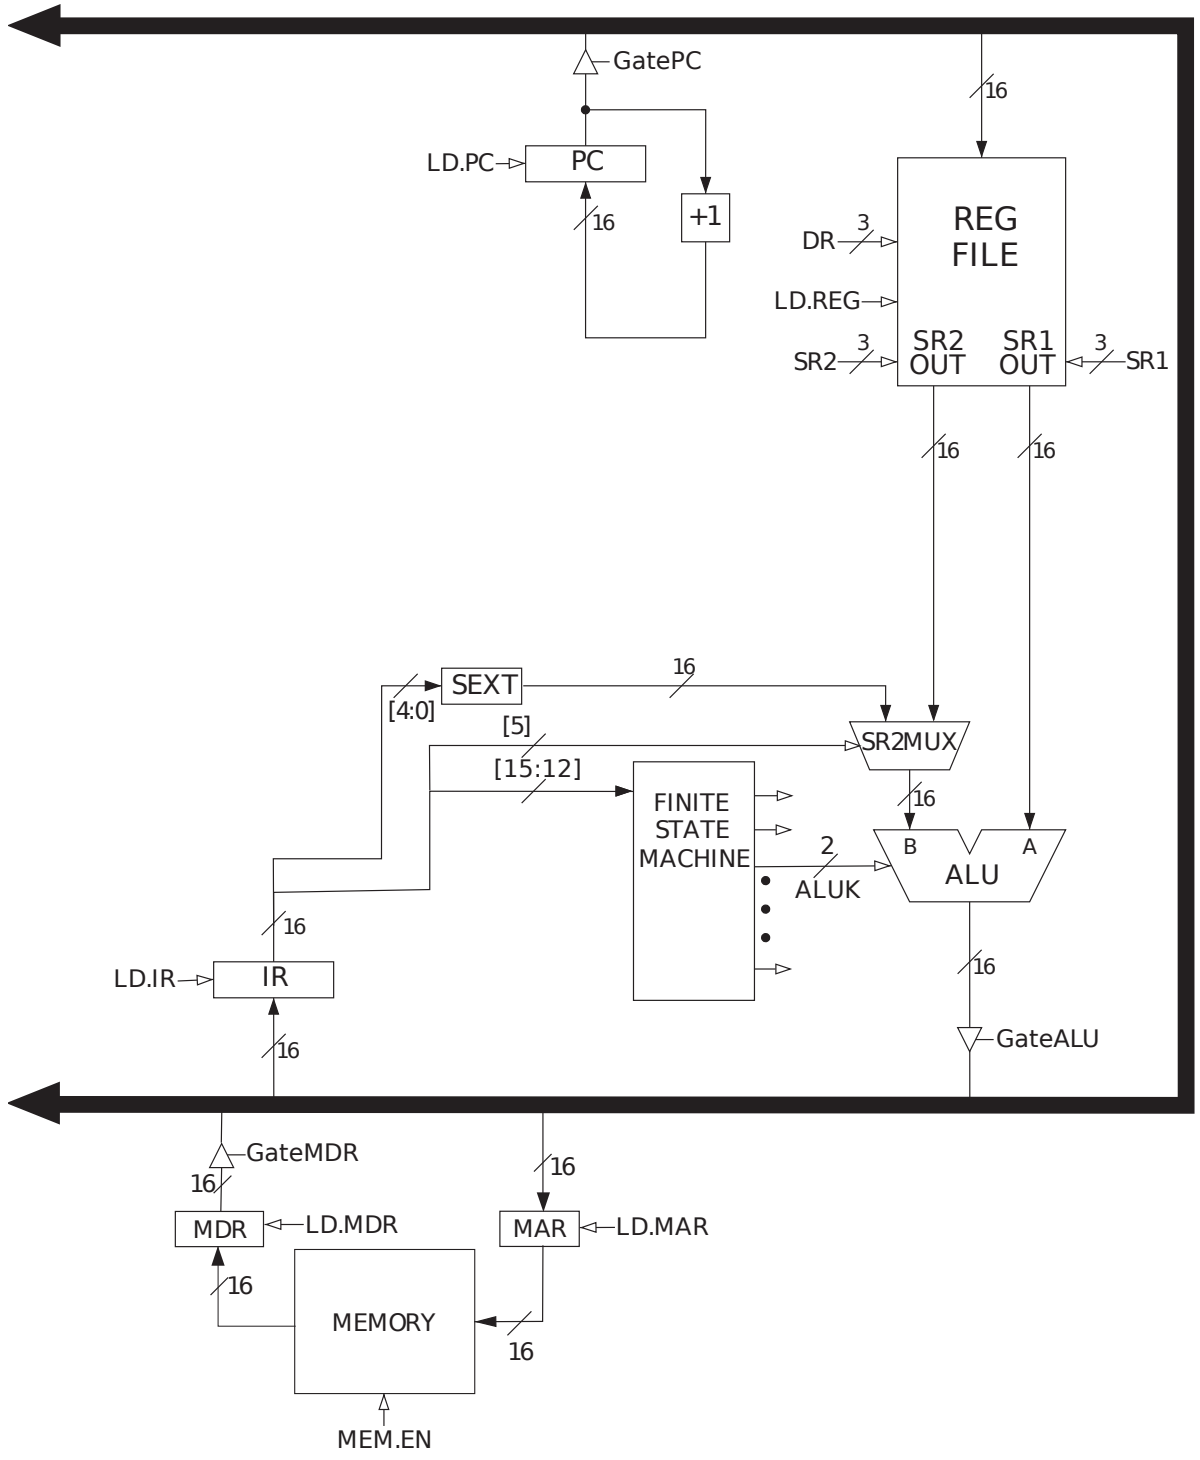 GatePC
16
LD.PC
PC
16
+1
REG
FILE
DR
3
LD.REG
SR2
3
SR2
OUT
SR1
OUT
3
SR1
16
16
SEXT
16
[4:0]
[5]
SR2MUX
[15:12]
16
FINITE
STATE
MACHINE
2
ALUK
B
A
ALU
16
LD.IR
IR
16
16
GateALU
GateMDR
16
16
MDR
LD.MDR
MAR
LD.MAR
16
MEMORY
16
MEM.EN